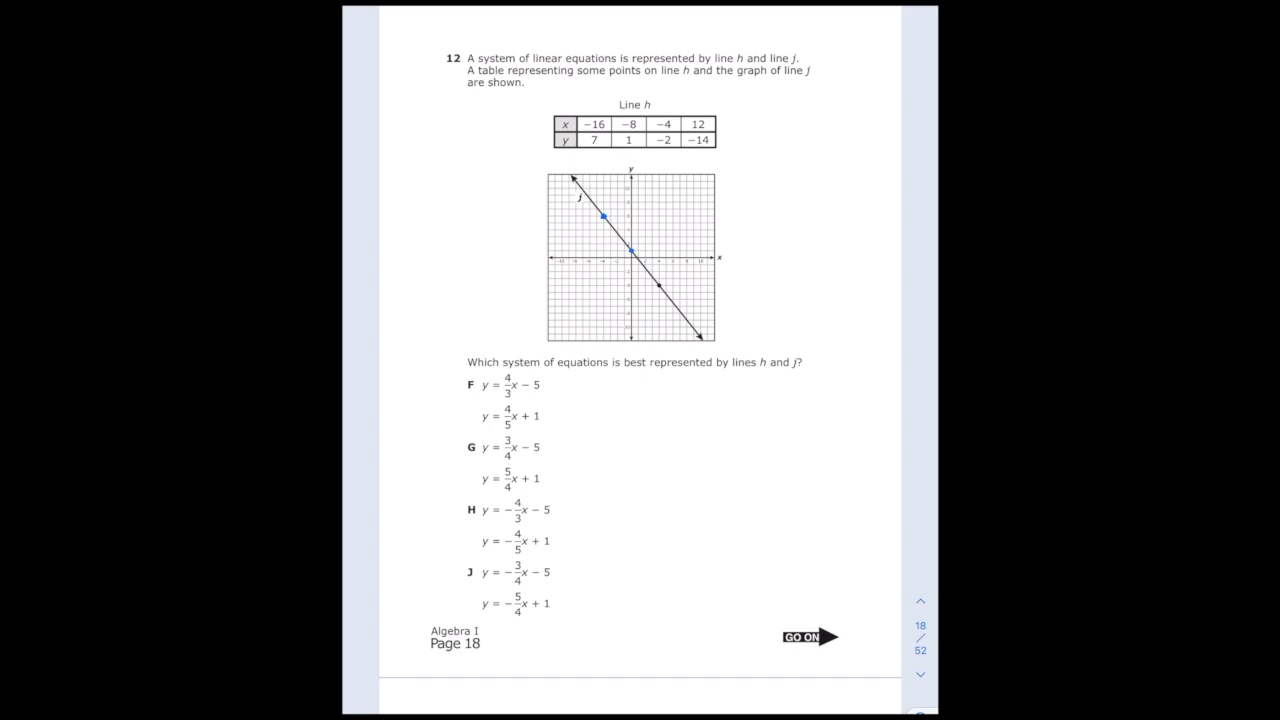 12 A system of linear equations is represented by line h and line j.
A table representing some points on line h and the graph of line j
are shown.
Line h
x −16 −8 −4 12
y 7 1 −2 −14
y
j
x
Which system of equations is best represented by lines h and j?
F y = 4/3x − 5
y = 4/5x + 1
G y = 3/4x − 5
y = 5/4x + 1
H y = −4/3x − 5
y = −4/5x + 1
J y = −3/4x − 5
y = −5/4x + 1
Algebra I
Page 18
GO ON
18
/
52